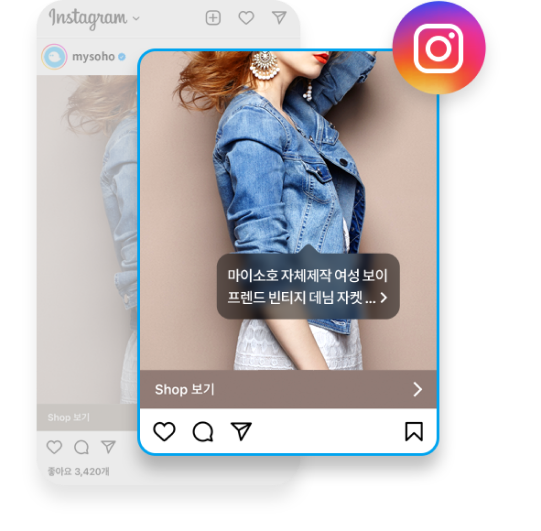 Instagram
mysoho
마이소호 자체제작 여성 보이
프렌드 빈티지 데님 자켓 ...
Shop 보기
Shop 보기
좋아요 3,420개